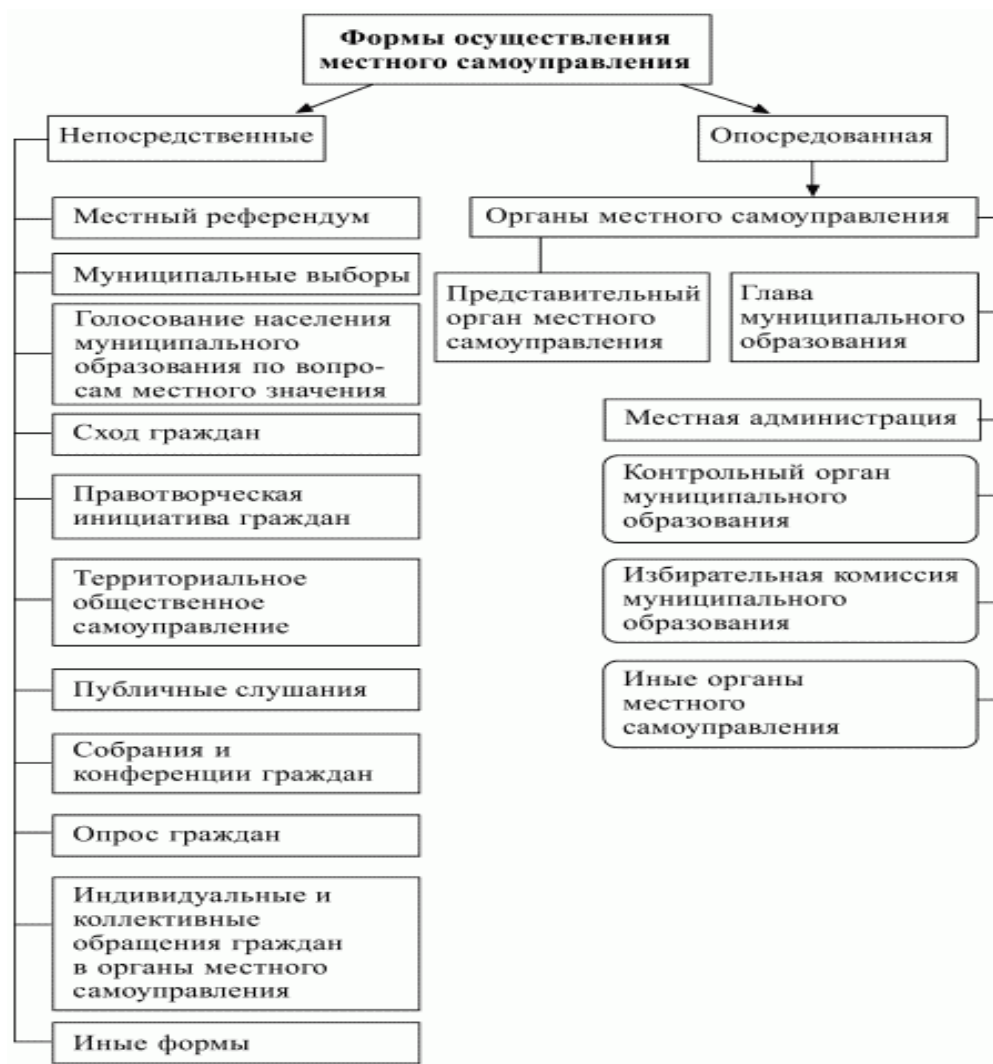 Формы осуществления
местного самоуправления
Непосредственные
Местный референдум
Муниципальные выборы
Голосование населения
муниципального
образования по вопро-
сам местного значения
Сход граждан
Правотворческая
инициатива граждан
Территориальное
общественное
самоуправление
Публичные слушания
Собрания и
конференции граждан
Опрос граждан
Индивидуальные и
коллективные
обращения граждан
в органы местного
самоуправления
Иные формы
Опосредованная
Органы местного самоуправления
Представительный
орган местного
самоуправления
Глава
муниципального
образования
Местная администрация
Контрольный орган
муниципального
образования
Избирательная комиссия
муниципального
образования
Иные органы
местного
самоуправления